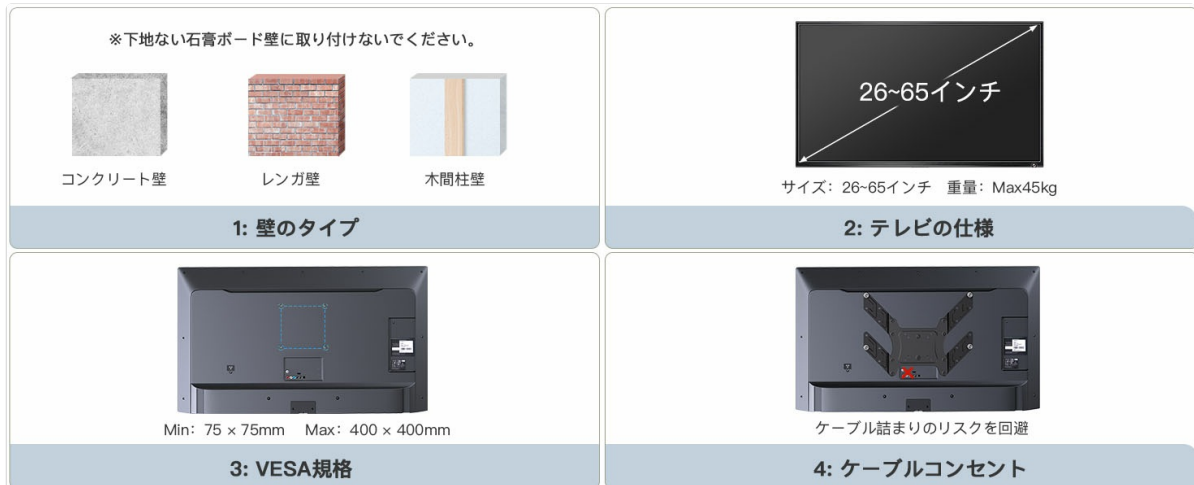 ※下地ない石膏ボード壁に取り付けないでください。
コンクリート壁
レンガ壁
木間柱壁
1: 壁のタイプ
26~65インチ
サイズ：26~65インチ　重量：Max45kg
2: テレビの仕様
Min：75 × 75mm　Max：400 × 400mm
3: VESA規格
ケーブル詰まりのリスクを回避
4: ケーブルコンセント